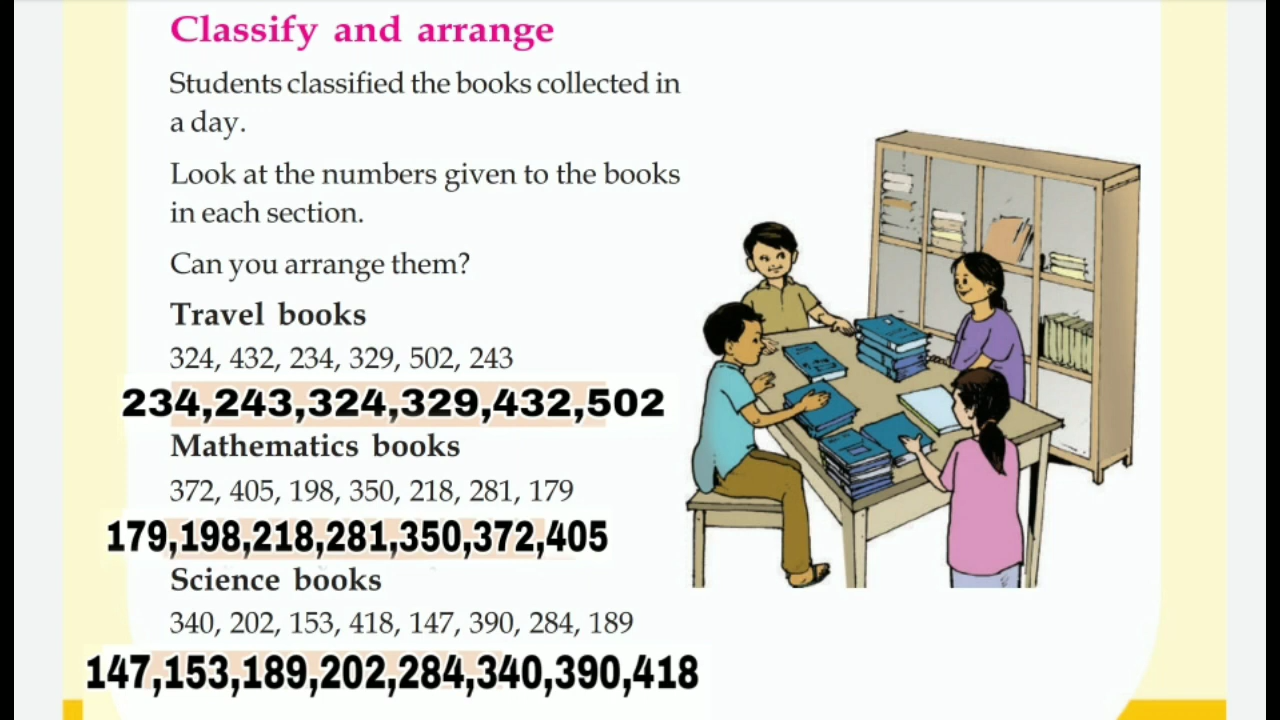 Classify and arrange
Students classified the books collected in
a day.
Look at the numbers given to the books
in each section.
Can you arrange them?
Travel books
324, 432, 234, 329, 502, 243
234,243,324,329,432,502
Mathematics books
372, 405, 198, 350, 218, 281, 179
179,198,218,281,350,372,405
Science books
340, 202, 153, 418, 147, 390, 284, 189
147,153,189,202,284,340,390,418